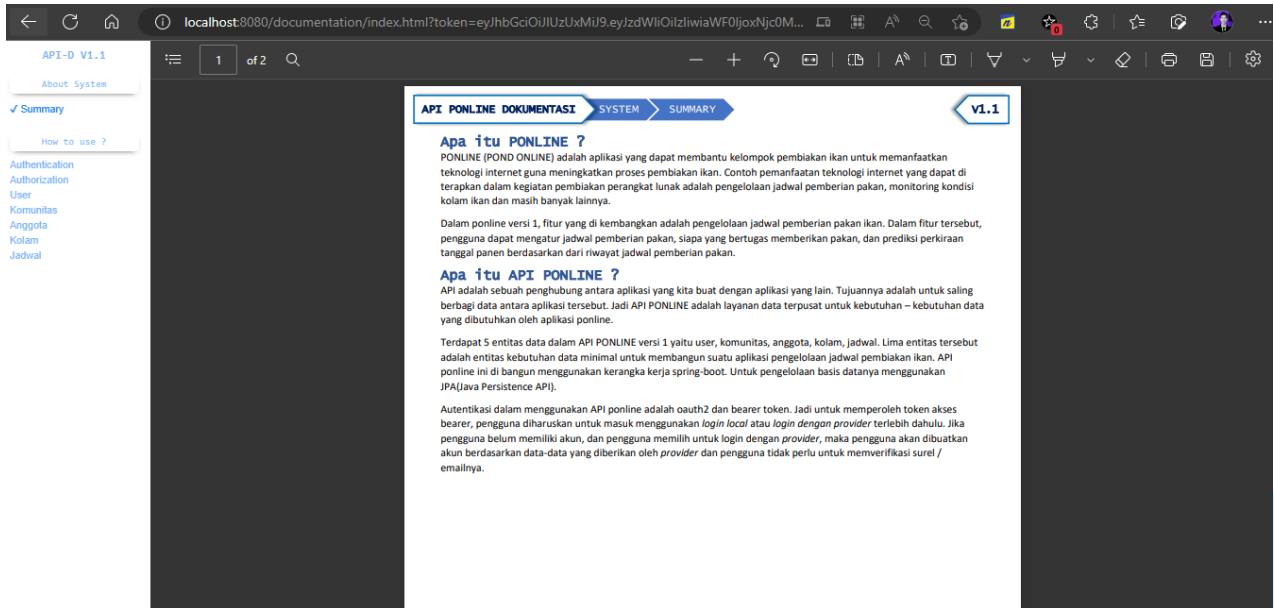 localhost:8080/documentation/index.html?token=eyJhbGciOiJIUzUxMiJ9.eyJzdWIiOiIzIiwiaWF0IjoxNjc0M...
API-D V1.1
About System
✓ Summary
How to use ?
Authentication
Authorization
User
Komunitas
Anggota
Kolam
Jadwal
1 of 2
API PONLINE DOKUMENTASI SYSTEM SUMMARY v1.1
Apa itu PONLINE ?
PONLINE (POND ONLINE) adalah aplikasi yang dapat membantu kelompok pembiakan ikan untuk memanfaatkan
teknologi internet guna meningkatkan proses pembiakan ikan. Contoh pemanfaatan teknologi internet yang dapat di
terapkan dalam kegiatan pembiakan perangkat lunak adalah pengelolaan jadwal pemberian pakan, monitoring kondisi
kolam ikan dan masih banyak lainnya.
Dalam ponline versi 1, fitur yang di kembangkan adalah pengelolaan jadwal pemberian pakan ikan. Dalam fitur tersebut,
pengguna dapat mengatur jadwal pemberian pakan, siapa yang bertugas memberikan pakan, dan prediksi perkiraan
tanggal panen berdasarkan dari riwayat jadwal pemberian pakan.
Apa itu API PONLINE ?
API adalah sebuah penghubung antara aplikasi yang kita buat dengan aplikasi yang lain. Tujuannya adalah untuk saling
berbagi data antara aplikasi tersebut. Jadi API PONLINE adalah layanan data terpusat untuk kebutuhan – kebutuhan data
yang dibutuhkan oleh aplikasi ponline.
Terdapat 5 entitas data dalam API PONLINE versi 1 yaitu user, komunitas, anggota, kolam, jadwal. Lima entitas tersebut
adalah entitas kebutuhan data minimal untuk membangun suatu aplikasi pengelolaan jadwal pembiakan ikan. API
ponline ini di bangun menggunakan kerangka kerja spring-boot. Untuk pengelolaan basis datanya menggunakan
JPA(Java Persistence API).
Autentikasi dalam menggunakan API ponline adalah oauth2 dan bearer token. Jadi untuk memperoleh token akses
bearer, pengguna diharuskan untuk masuk menggunakan login local atau login dengan provider terlebih dahulu. Jika
pengguna belum memiliki akun, dan pengguna memilih untuk login dengan provider, maka pengguna akan dibuatkan
akun berdasarkan data-data yang diberikan oleh provider dan pengguna tidak perlu untuk memverifikasi surel /
emailnya.